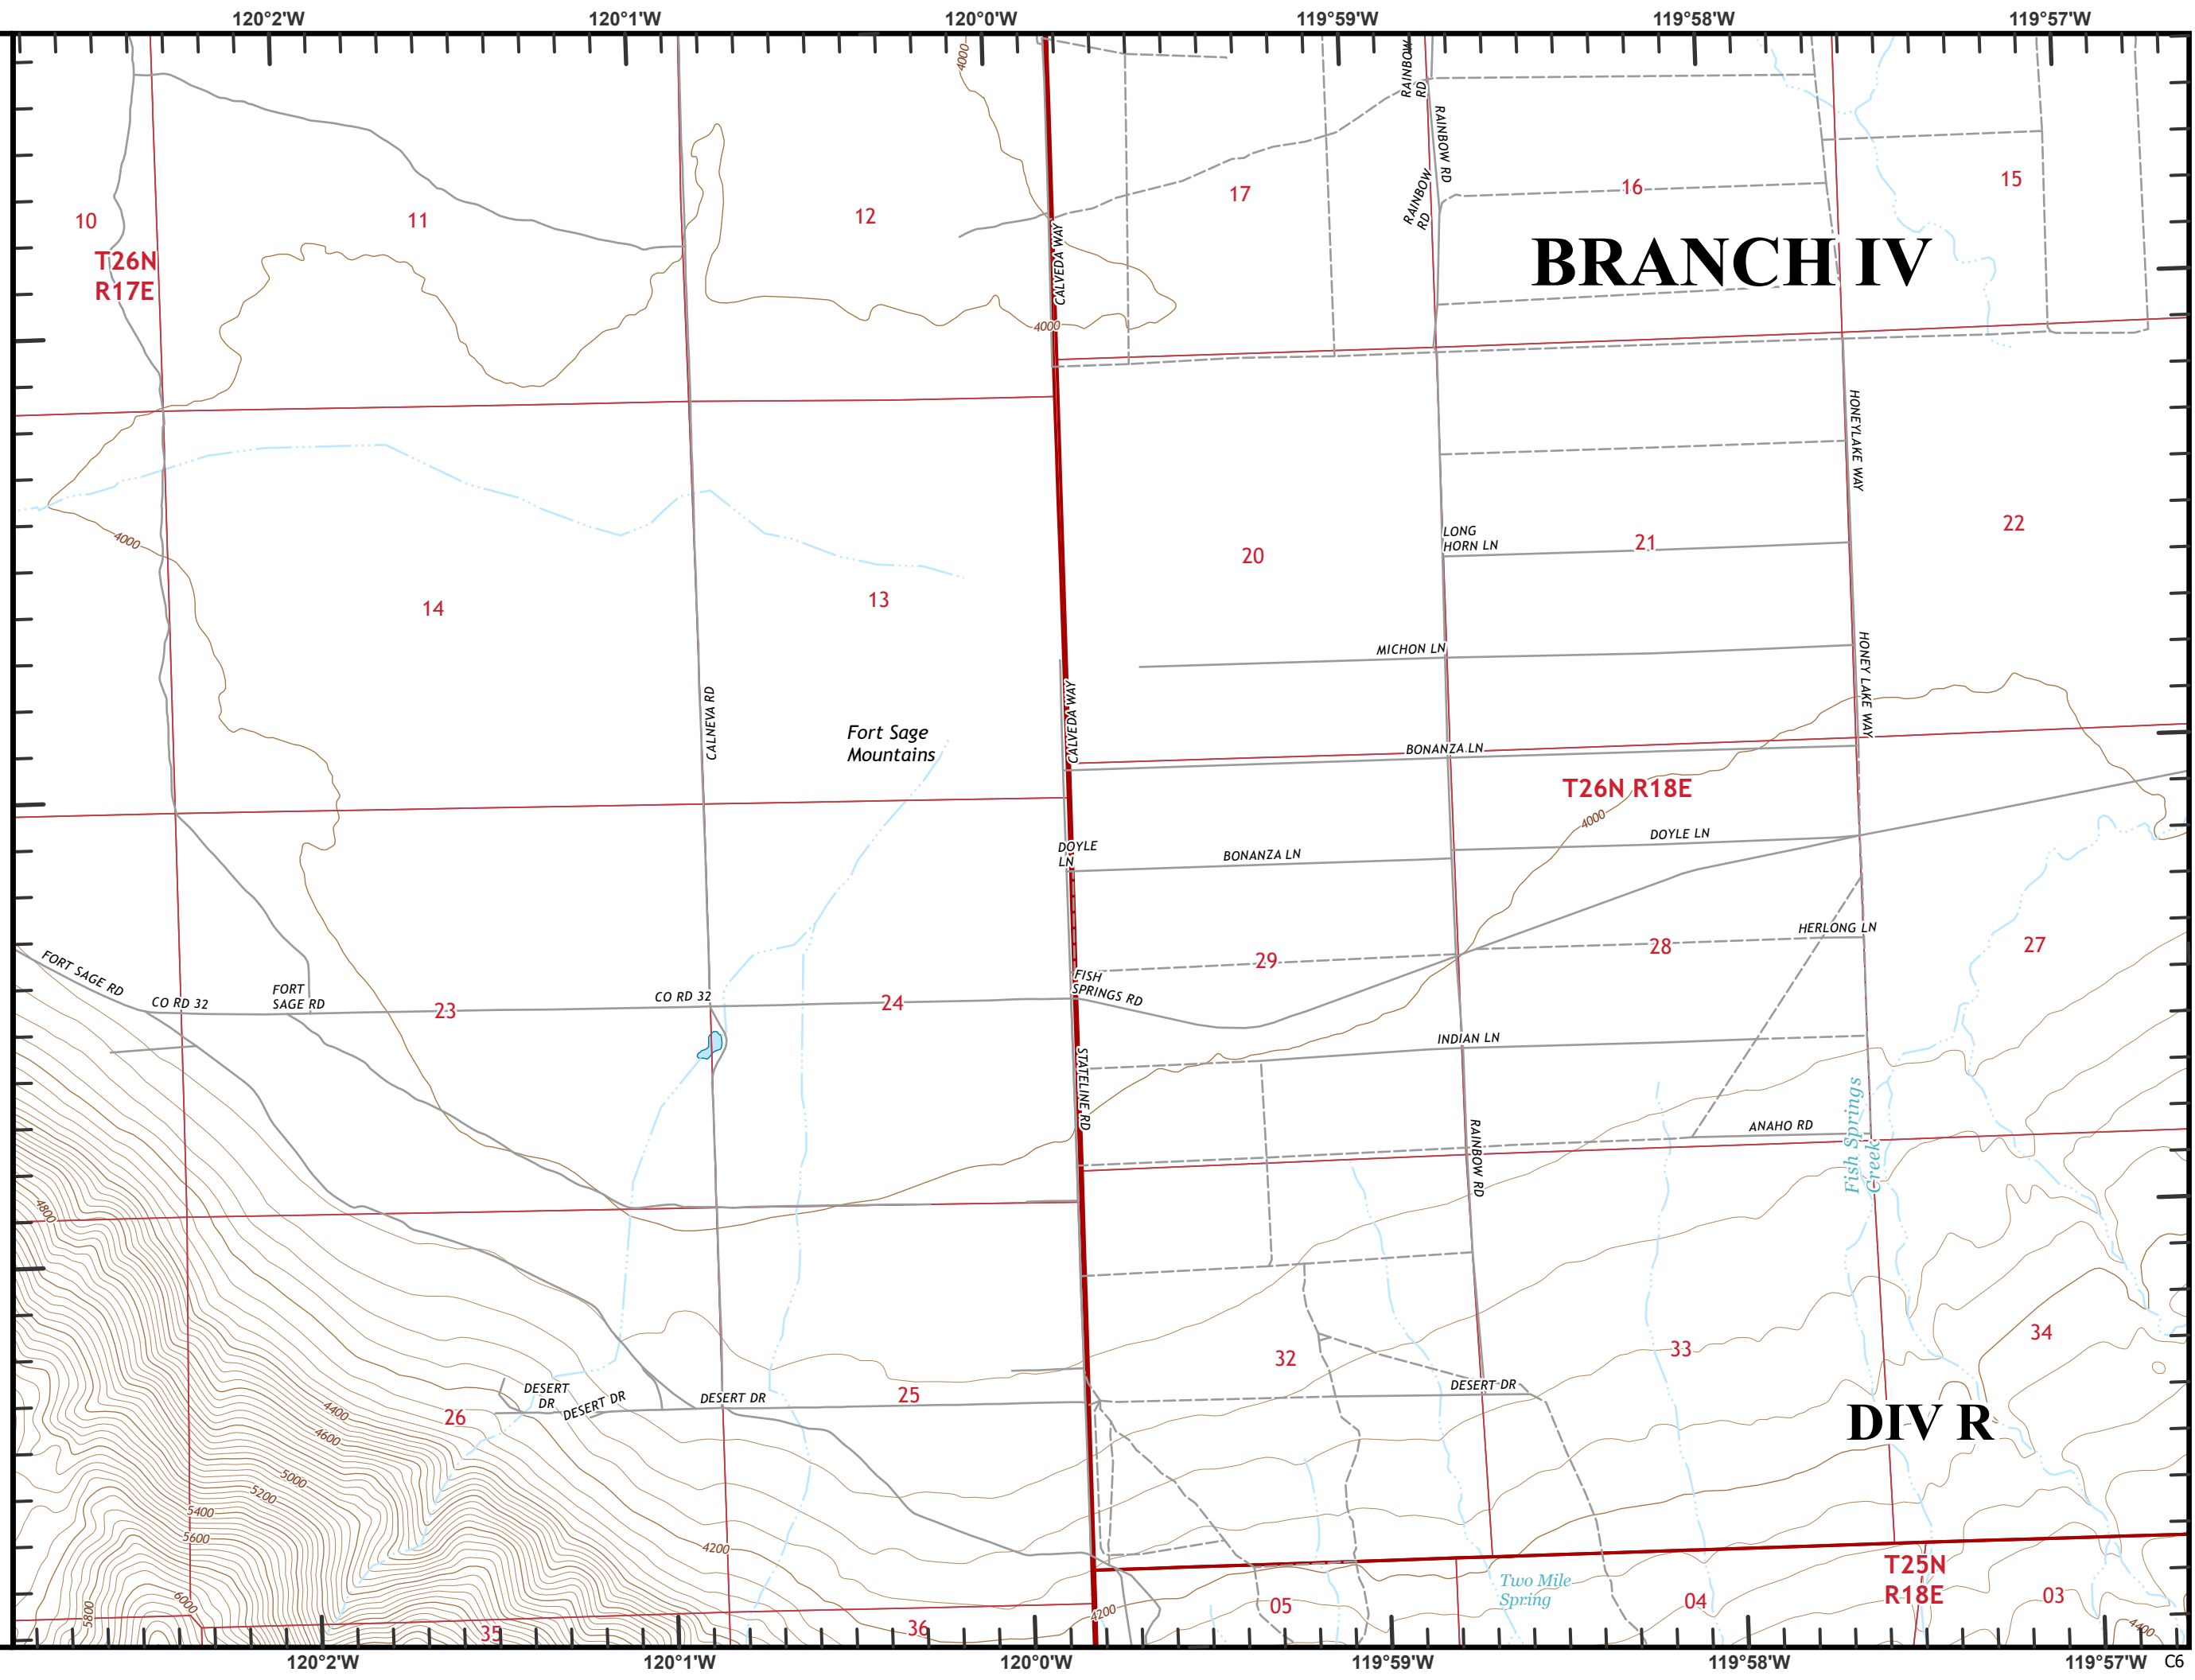 120°2'W 120°1'W 120°0'W 119°59'W 119°58'W 119°57'W
4000
RAINBOW
RD
RAINBOW RD
RAINBOW
RD
10
11
12
17
16
15
T26N
R17E
CALVEDA WAY
BRANCH IV
4000
HONEYLAKE WAY
4000
14
13
20
LONG
HORN LN
21
22
MICHON LN
HONEY LAKE WAY
CALNEVA RD
CALVEDA WAY
Fort Sage
Mountains
BONANZA LN
T26N R18E
4000
DOYLE
LN
BONANZA LN
DOYLE LN
HERLONG LN
FORT SAGE RD
CO RD 32
FORT
SAGE RD
23
CO RD 32
24
FISH
SPRINGS RD
29
28
27
INDIAN LN
STATELINE RD
RAINBOW RD
ANAHO RD
Fish Springs
Creek
4800
32
33
34
DESERT
DR
DESERT DR
DESERT DR
25
DESERT DR
26
4400
4600
5000
5200
5400
5600
4200
DIV R
6000
5800
35
36
4200
05
Two Mile
Spring
04
T25N
R18E
03
4400
120°2'W 120°1'W 120°0'W 119°59'W 119°58'W 119°57'W
C6